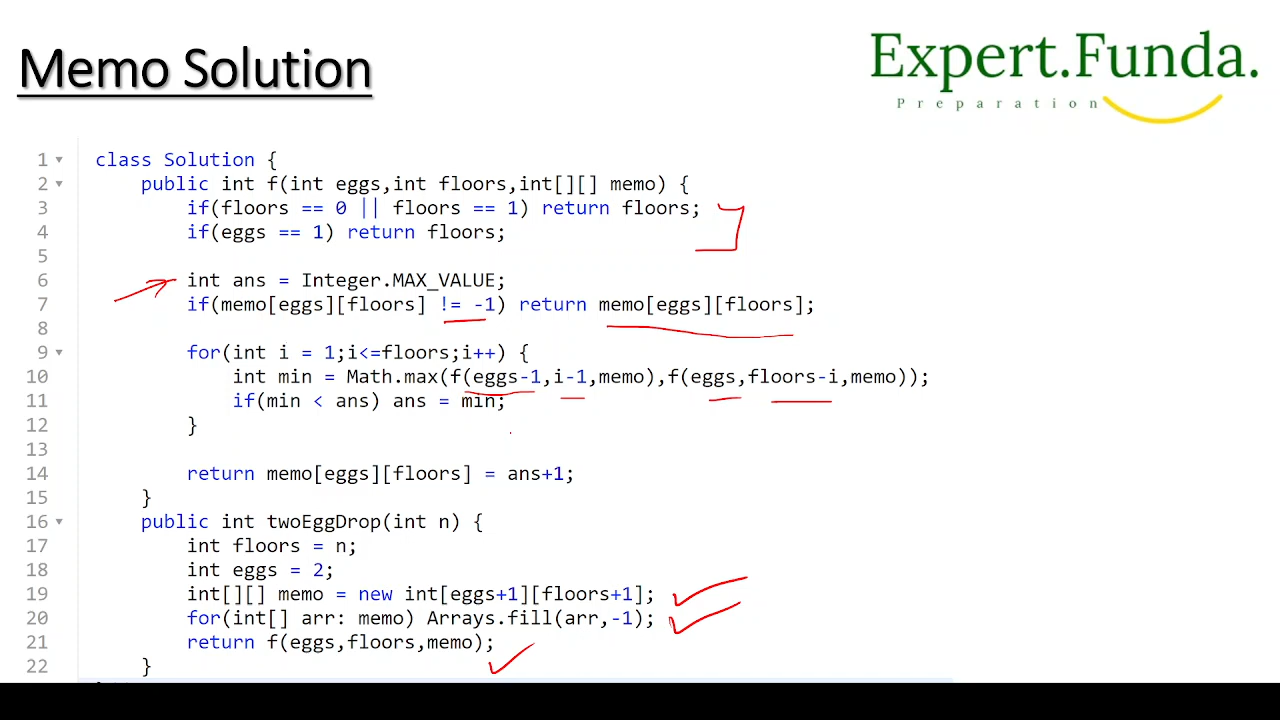 Memo Solution
Expert.Funda.
Preparation
1 class Solution {
2 public int f(int eggs,int floors,int[][] memo) {
3 if(floors == 0 || floors == 1) return floors;
4 if(eggs == 1) return floors;
5
6 int ans = Integer.MAX_VALUE;
7 if(memo[eggs][floors] != -1) return memo[eggs][floors];
8
9 for(int i = 1;i<=floors;i++) {
10 int min = Math.max(f(eggs-1,i-1,memo),f(eggs,floors-i,memo));
11 if(min < ans) ans = min;
12 }
13
14 return memo[eggs][floors] = ans+1;
15 }
16 public int twoEggDrop(int n) {
17 int floors = n;
18 int eggs = 2;
19 int[][] memo = new int[eggs+1][floors+1];
20 for(int[] arr: memo) Arrays.fill(arr,-1);
21 return f(eggs,floors,memo);
22 }